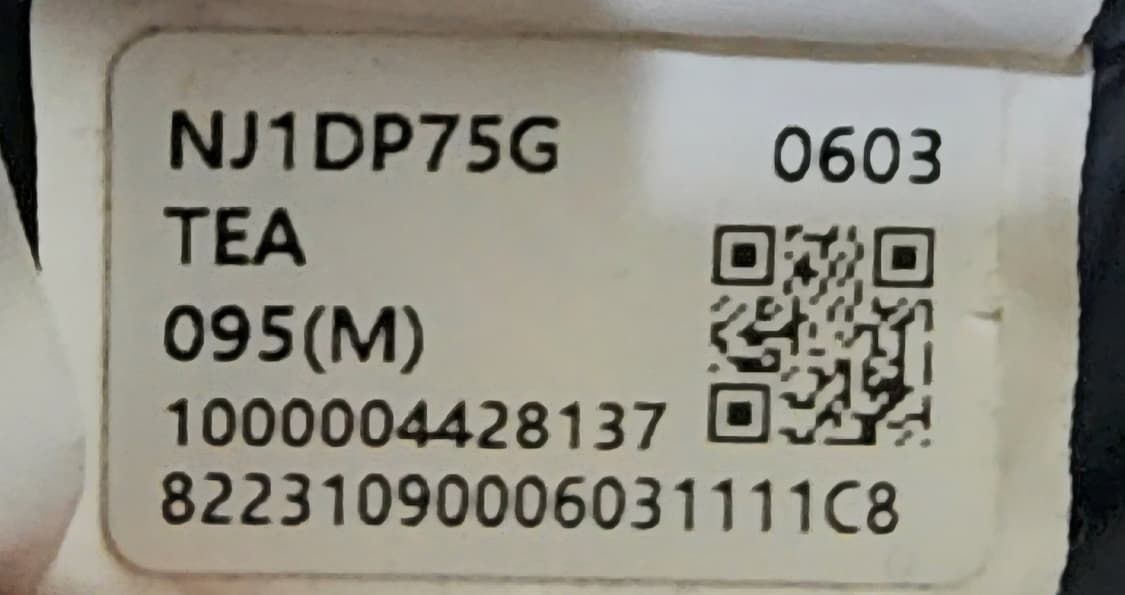 NJ1DP75G 0603
TEA
095(M)
1000004428137
82231090006031111C8